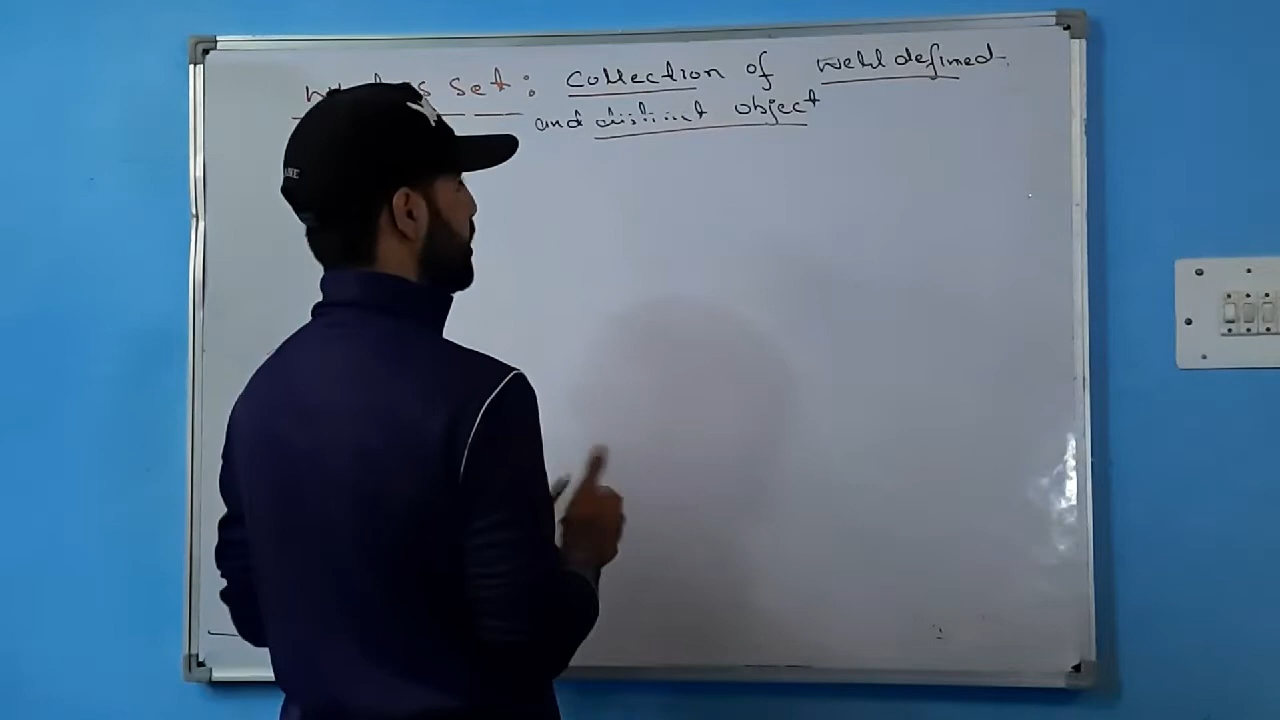 set: collection of well defined
and distinct object